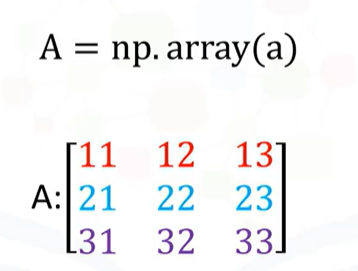 A = np. array(a)
11 12 13
A: 21 22 23
31 32 33